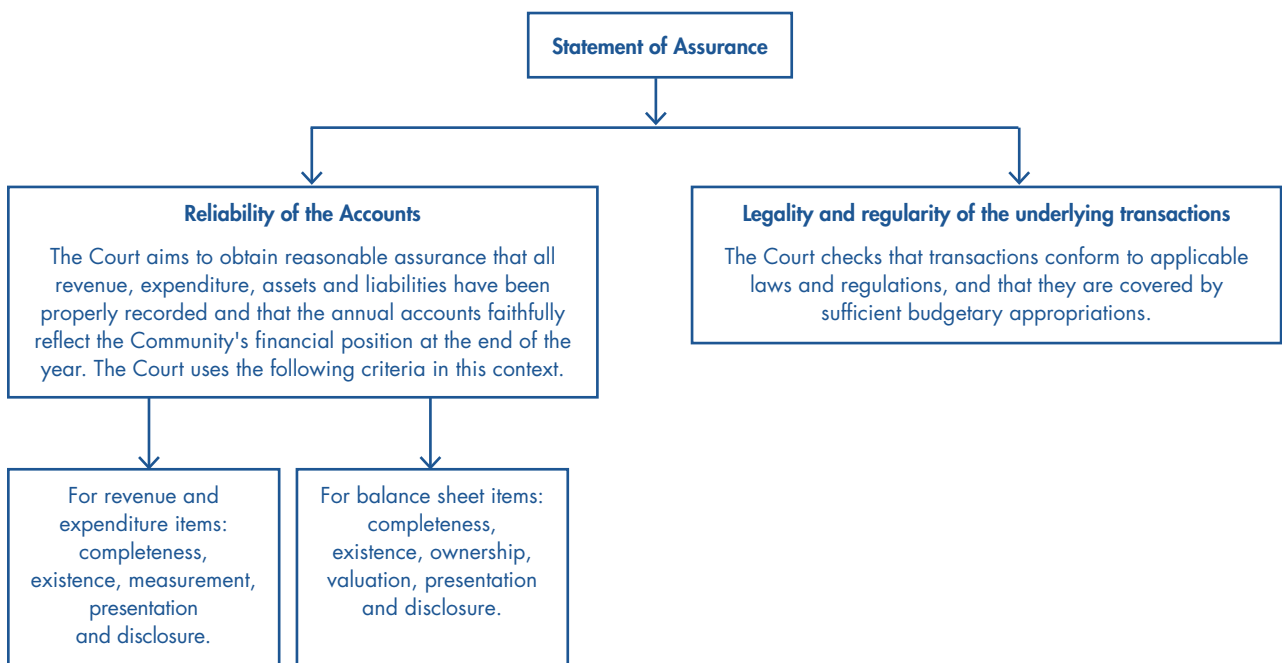 Statement of Assurance
Reliability of the Accounts
The Court aims to obtain reasonable assurance that all
revenue, expenditure, assets and liabilities have been
properly recorded and that the annual accounts faithfully
reflect the Community's financial position at the end of the
year. The Court uses the following criteria in this context.
Legality and regularity of the underlying transactions
The Court checks that transactions conform to applicable
laws and regulations, and that they are covered by
sufficient budgetary appropriations.
For revenue and
expenditure items:
completeness,
existence, measurement,
presentation
and disclosure.
For balance sheet items:
completeness,
existence, ownership,
valuation, presentation
and disclosure.